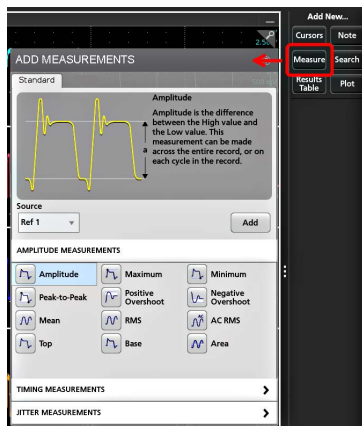 Add New...
Cursors
Note
Measure
Search
Results
Table
Plot
ADD MEASUREMENTS
Standard
Amplitude
Amplitude is the difference
between the High value and
the Low value. This
measurement can be made
across the entire record, or on
each cycle in the record.
a
Source
Ref 1
Add
AMPLITUDE MEASUREMENTS
Amplitude
Maximum
Minimum
Peak-to-Peak
Positive
Overshoot
Negative
Overshoot
Mean
RMS
AC RMS
Top
Base
Area
TIMING MEASUREMENTS
JITTER MEASUREMENTS